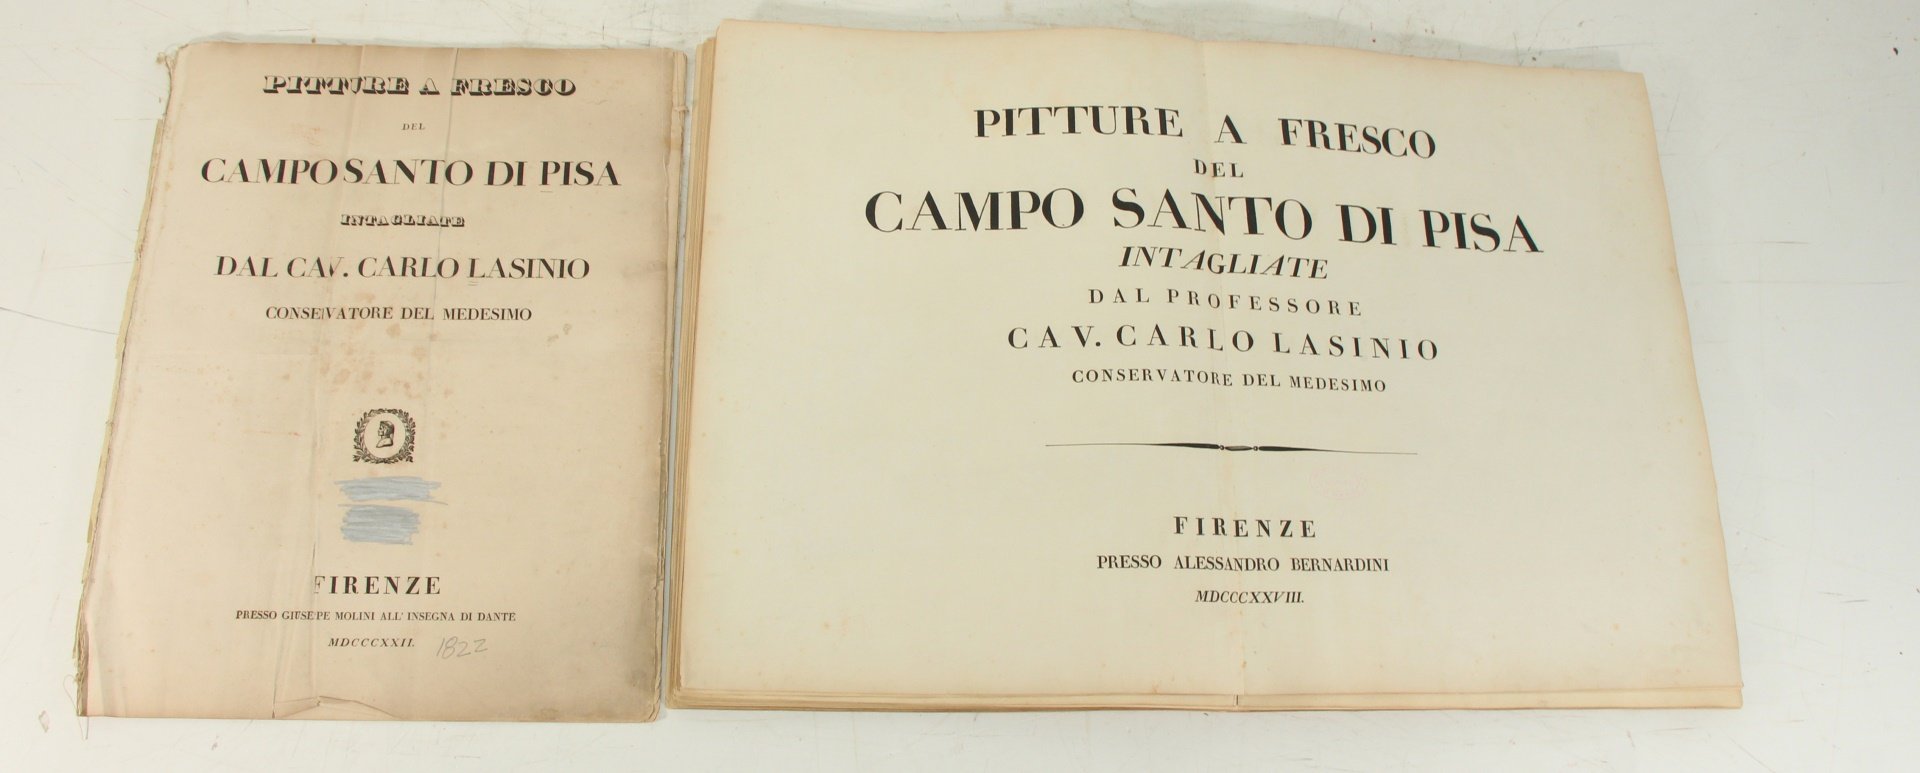 PITTURE A FRESCO
DEL
CAMPO SANTO DI PISA
INTAGLIATE
DAL CAV. CARLO LASINIO
CONSERVATORE DEL MEDESIMO
FIRENZE
PRESSO GIUSEPPE MOLINI ALL' INSEGNA DI DANTE
MDCCCXXII. 1822
PITTURE A FRESCO
DEL
CAMPO SANTO DI PISA
INTAGLIATE
DAL PROFESSORE
CAV. CARLO LASINIO
CONSERVATORE DEL MEDESIMO
FIRENZE
PRESSO ALESSANDRO BERNARDINI
MDCCCXXVIII.